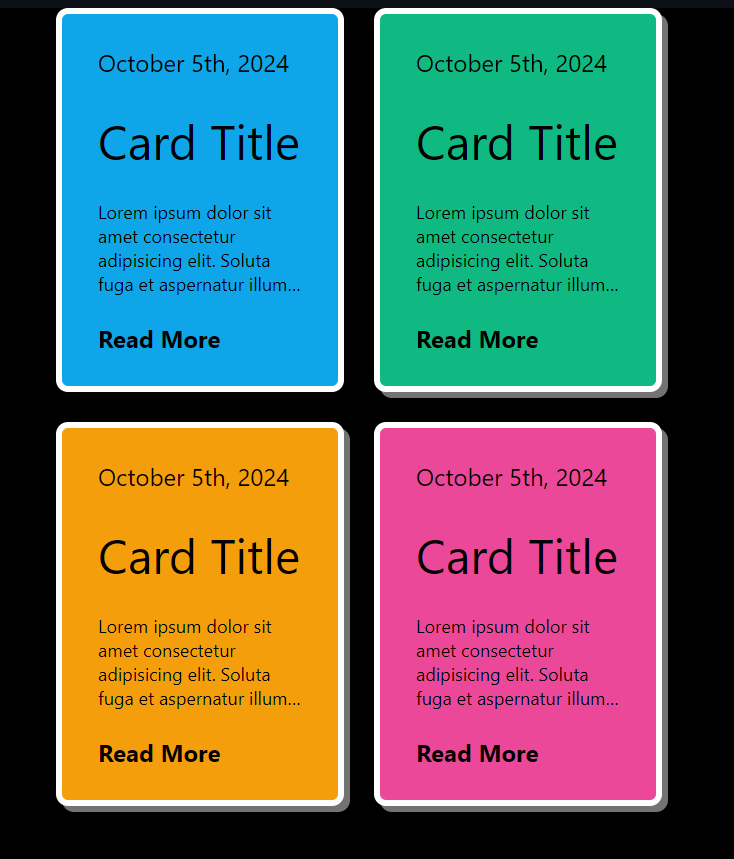 October 5th, 2024
Card Title
Lorem ipsum dolor sit
amet consectetur
adipisicing elit. Soluta
fuga et aspernatur illum...
Read More
October 5th, 2024
Card Title
Lorem ipsum dolor sit
amet consectetur
adipisicing elit. Soluta
fuga et aspernatur illum...
Read More
October 5th, 2024
Card Title
Lorem ipsum dolor sit
amet consectetur
adipisicing elit. Soluta
fuga et aspernatur illum...
Read More
October 5th, 2024
Card Title
Lorem ipsum dolor sit
amet consectetur
adipisicing elit. Soluta
fuga et aspernatur illum...
Read More